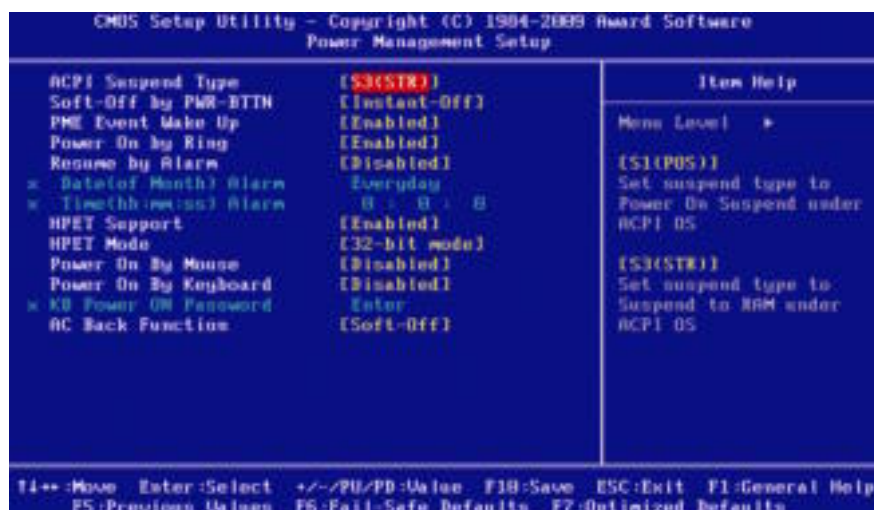 CMOS Setup Utility - Copyright (C) 1984-2009 Award Software
Power Management Setup
ACPI Suspend Type [S3(STR)]
Soft-Off by PWR-BTTN [Instant-Off]
PME Event Wake Up [Enabled]
Power On by Ring [Enabled]
Resume by Alarm [Disabled]
x Date(of Month) Alarm Everyday
x Time(hh:mm:ss) Alarm 0 : 0 : 0
HPET Support [Enabled]
HPET Mode [32-bit mode]
Power On By Mouse [Disabled]
Power On By Keyboard [Disabled]
x KB Power ON Password Enter
AC Back Function [Soft-Off]
Item Help
Menu Level ▶
[S1(POS)]
Set suspend type to
Power On Suspend under
ACPI OS
[S3(STR)]
Set suspend type to
Suspend to RAM under
ACPI OS
↑↓→←:Move Enter:Select +/-/PU/PD:Value F10:Save ESC:Exit F1:General Help
F5:Previous Values F6:Fail-Safe Defaults F7:Optimized Defaults